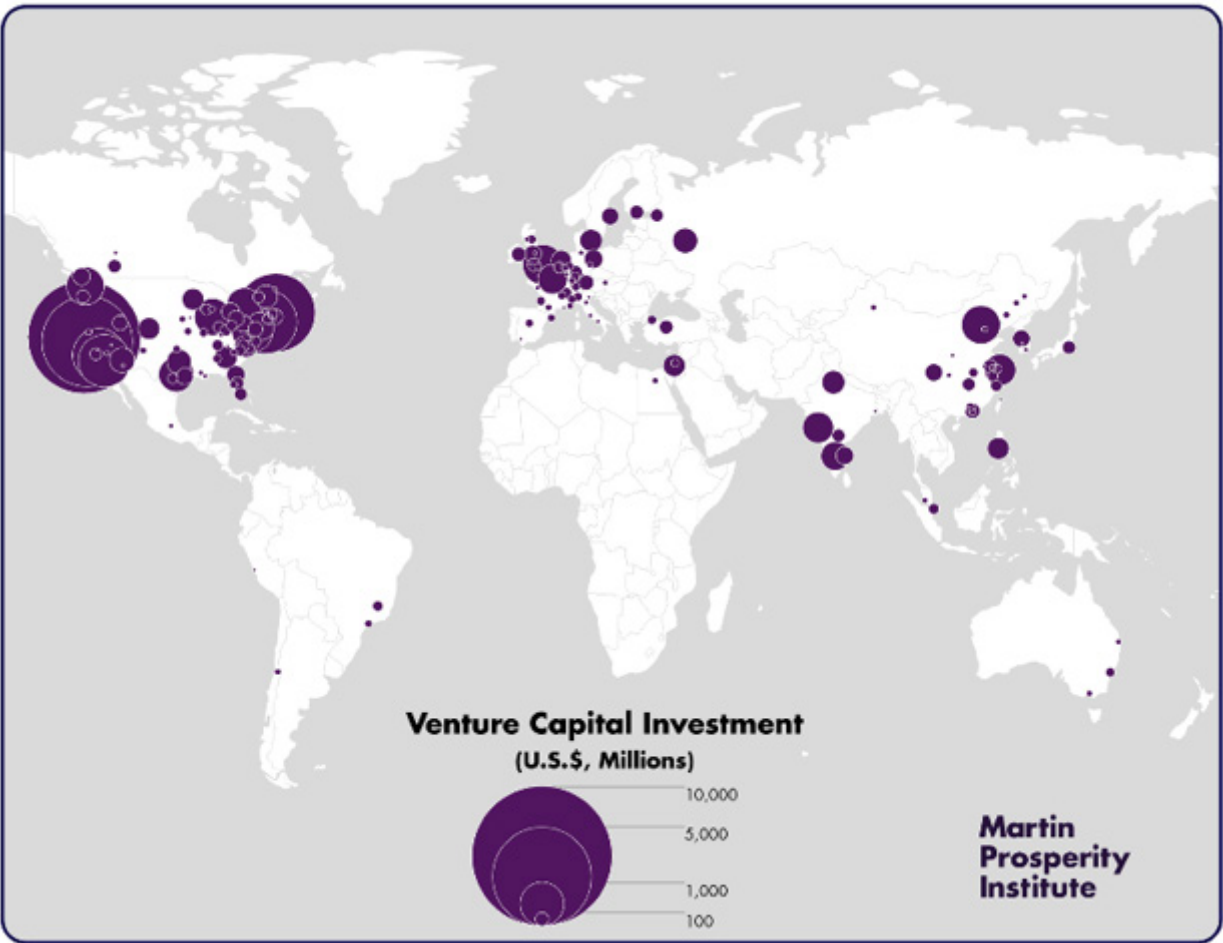 Venture Capital Investment
(U.S.$, Millions)
10,000
5,000
1,000
100
Martin
Prosperity
Institute